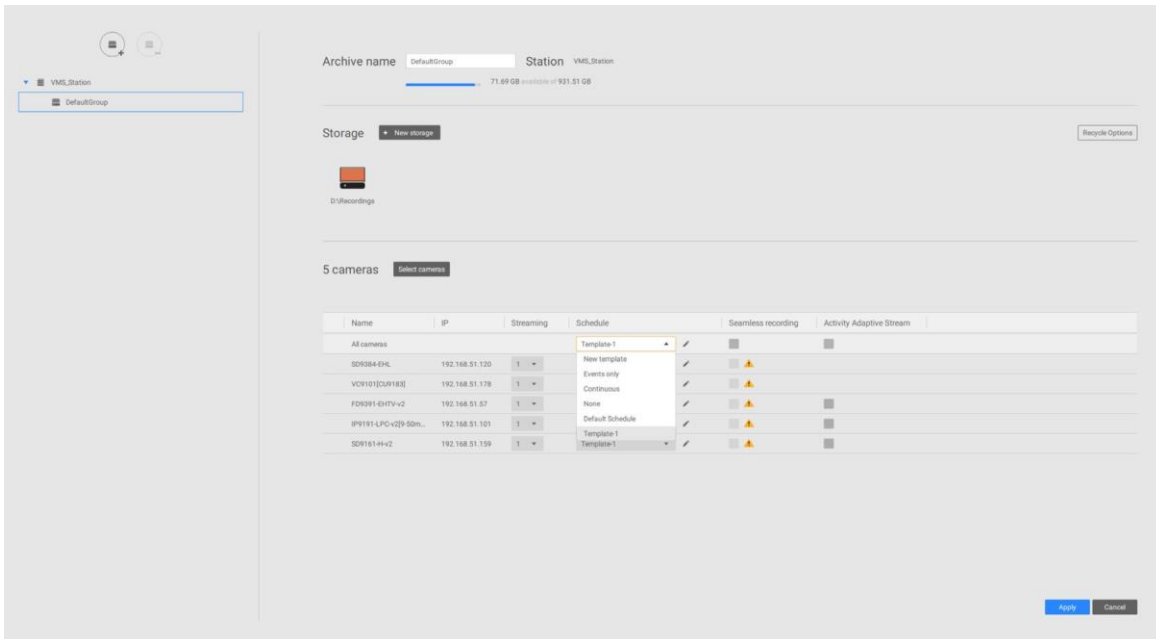 Archive name DefaultGroup Station VMS_Station
71.69 GB available of 931.51 GB
VMS_Station
DefaultGroup
Storage + New storage Recycle Options
D:\Recordings
5 cameras Select cameras
Name IP Streaming Schedule Seamless recording Activity Adaptive Stream
All cameras Template-1
New template
SD9384-EHL 192.168.51.120 1
Events only
VC9101[CU9183[ 192.168.51.178 1
Continuous
FD9391-EHTV-v2 192.168.51.57 1 None
Default Schedule
IP9191-LPC-v2[9-50m... 192.168.51.101 1
Template-1
SD9161-H-v2 192.168.51.159 1 Template-1
Apply Cancel